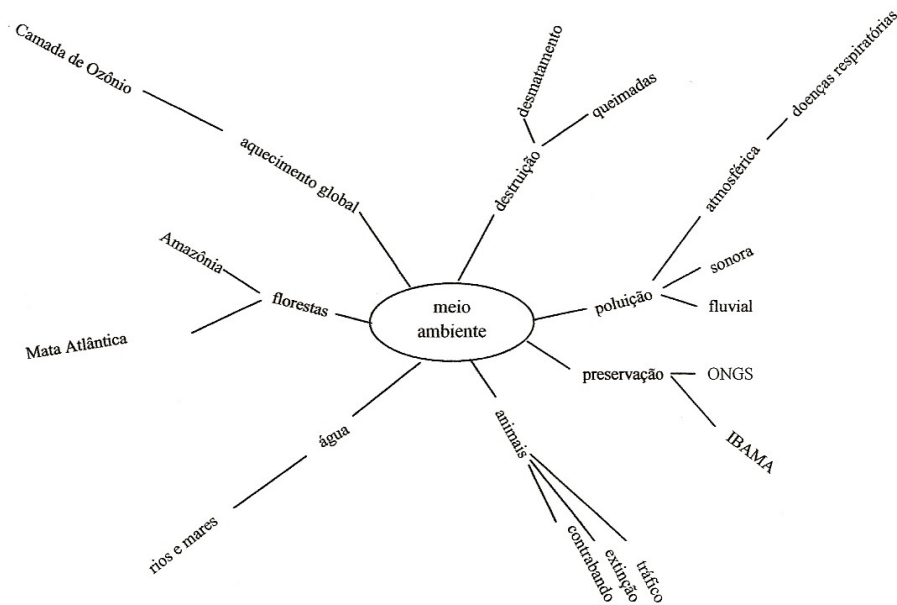 Camada de Ozônio
aquecimento global
desmatamento
queimadas
destruição
doenças respiratórias
atmosférica
sonora
fluvial
poluição
Amazônia
florestas
Mata Atlântica
meio
ambiente
preservação
ONGS
IBAMA
água
rios e mares
animais
contrabando
extinção
tráfico